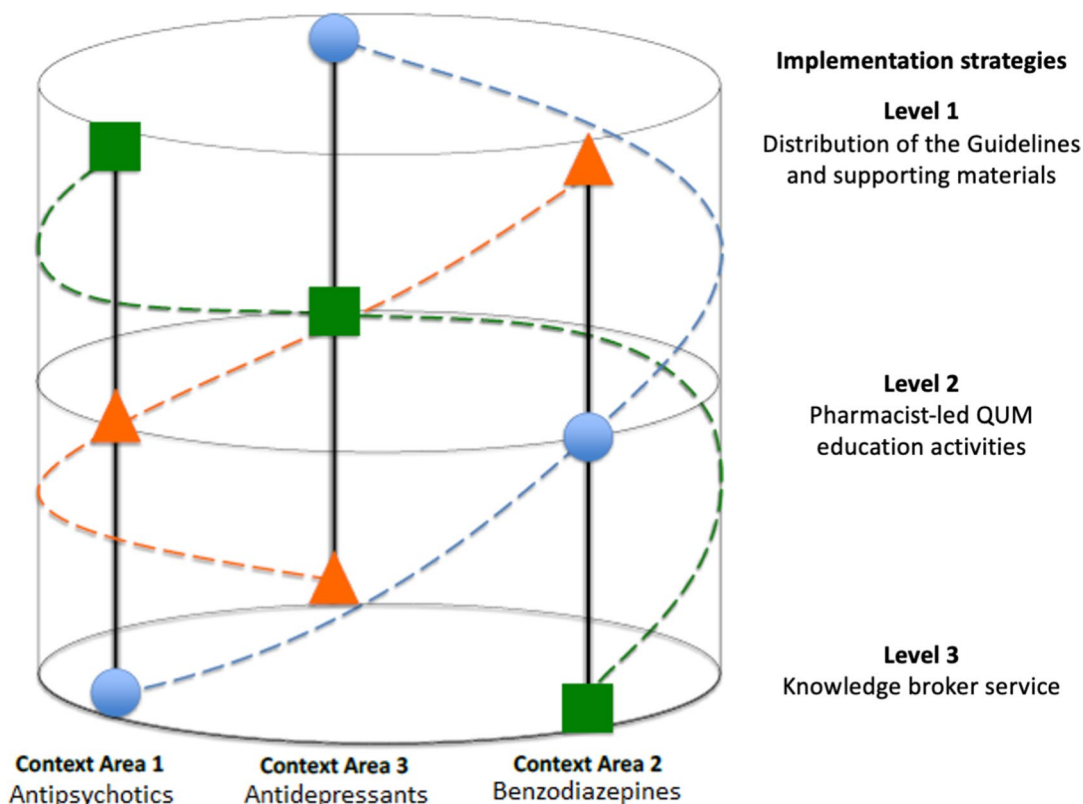 Implementation strategies
Level 1
Distribution of the Guidelines
and supporting materials
Level 2
Pharmacist-led QUM
education activities
Level 3
Knowledge broker service
Context Area 1
Antipsychotics
Context Area 3
Antidepressants
Context Area 2
Benzodiazepines